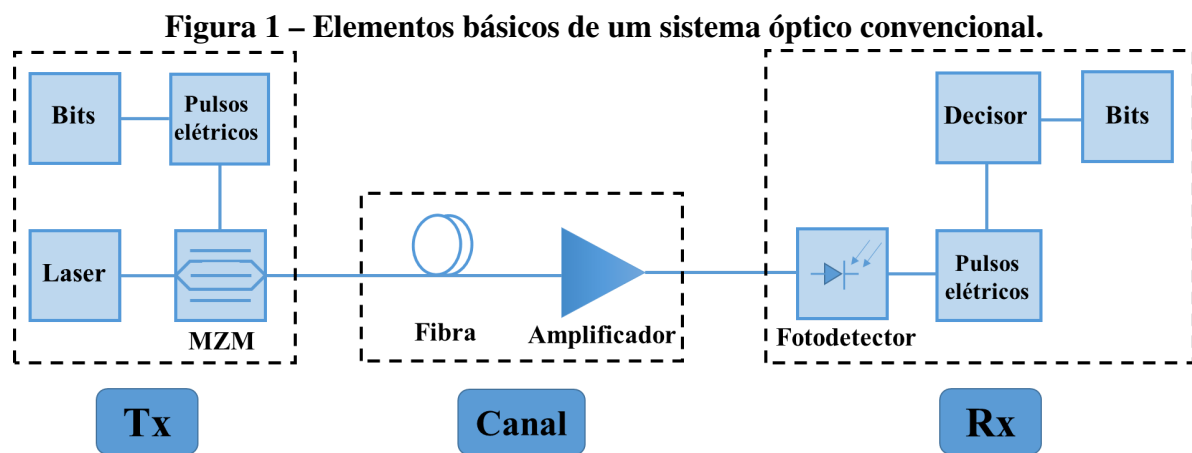 Figura 1 – Elementos básicos de um sistema óptico convencional.
Bits
Pulsos
elétricos
Laser
MZM
Tx
Fibra
Amplificador
Canal
Decisor
Bits
Fotodetector
Pulsos
elétricos
Rx